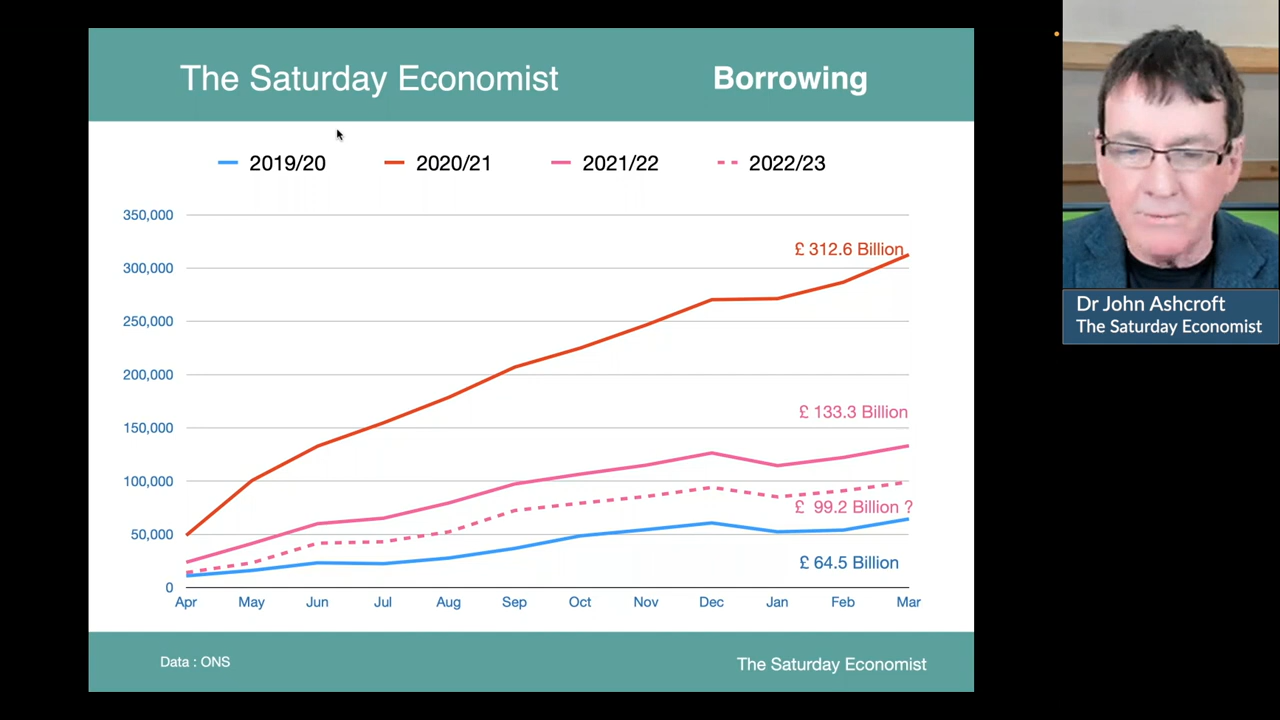 The Saturday Economist
Borrowing
2019/20
2020/21
2021/22
2022/23
350,000
300,000
250,000
200,000
150,000
100,000
50,000
0
£ 312.6 Billion
£ 133.3 Billion
£ 99.2 Billion ?
£ 64.5 Billion
Apr May Jun Jul Aug Sep Oct Nov Dec Jan Feb Mar
Data : ONS
The Saturday Economist
Dr John Ashcroft
The Saturday Economist